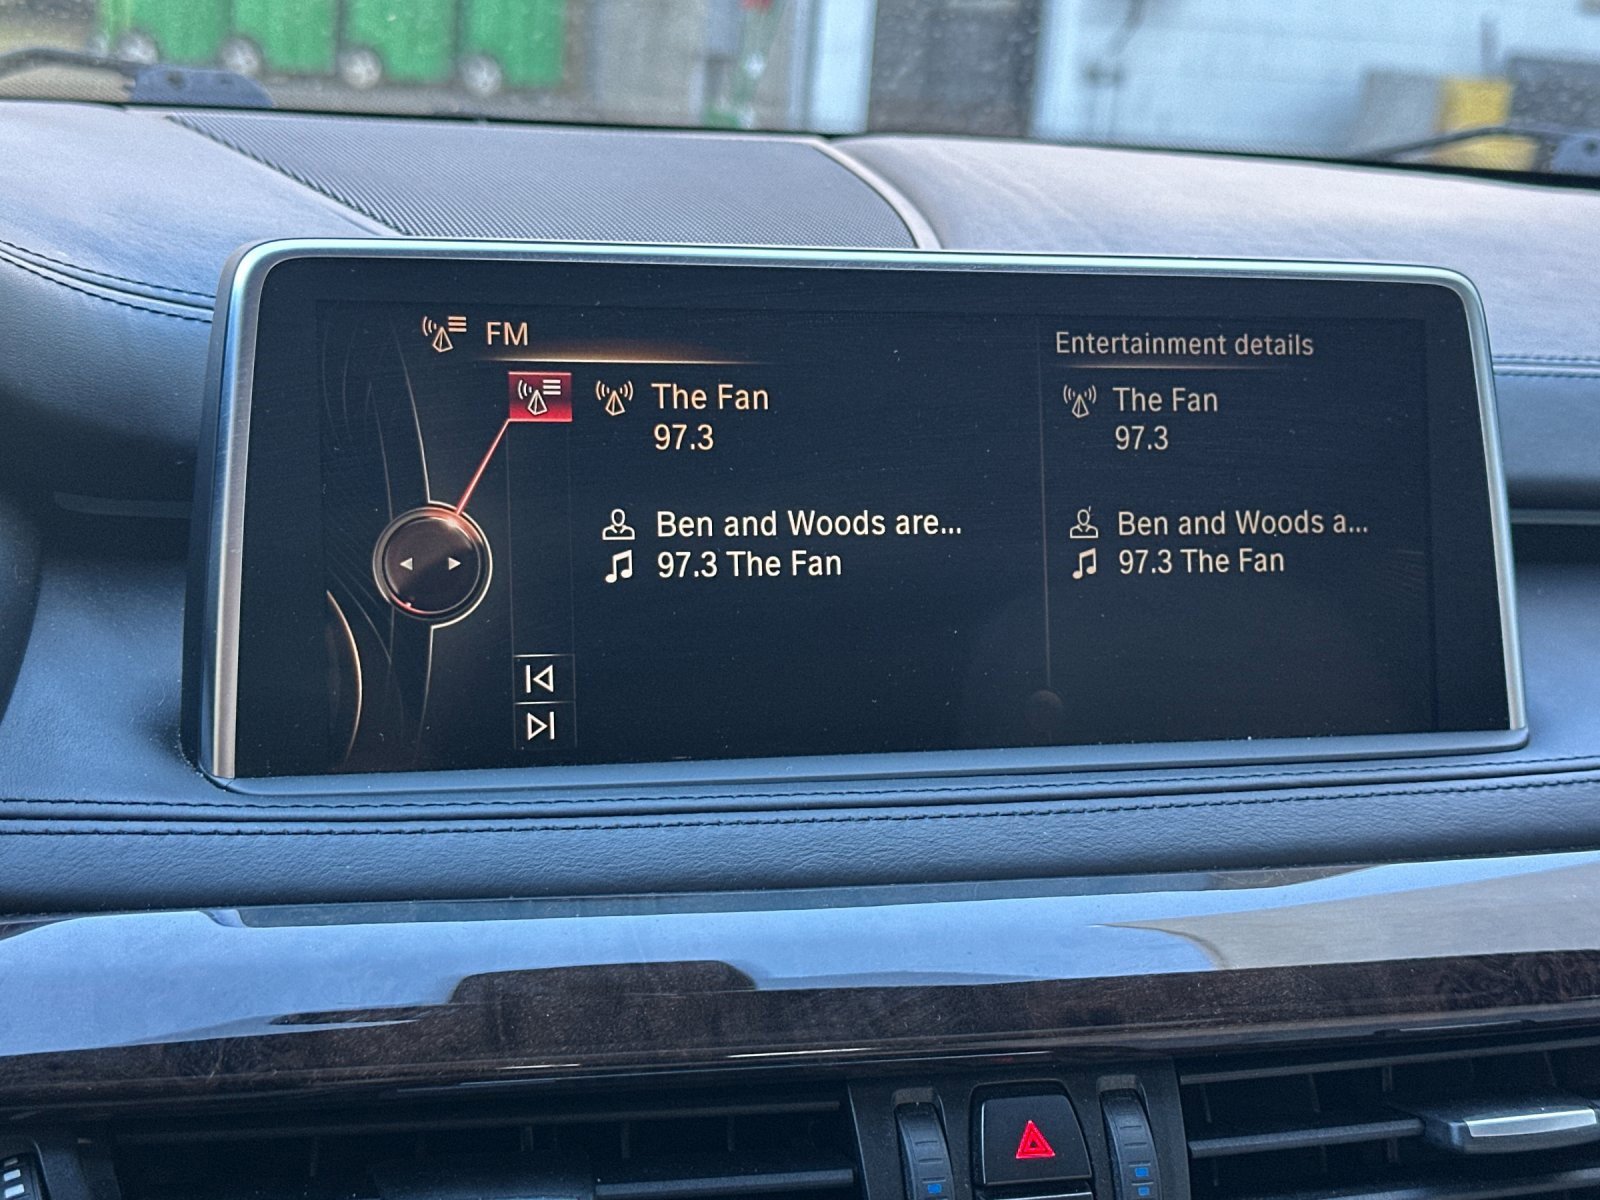 FM
The Fan
97.3
Ben and Woods are...
97.3 The Fan
Entertainment details
The Fan
97.3
Ben and Woods a...
97.3 The Fan